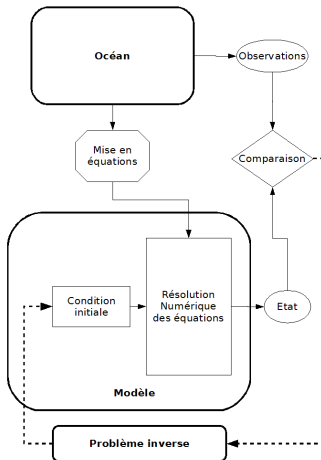 Océan
Observations
Mise en
équations
Comparaison
Résolution
Numérique
des équations
Condition
initiale
Etat
Modèle
Problème inverse